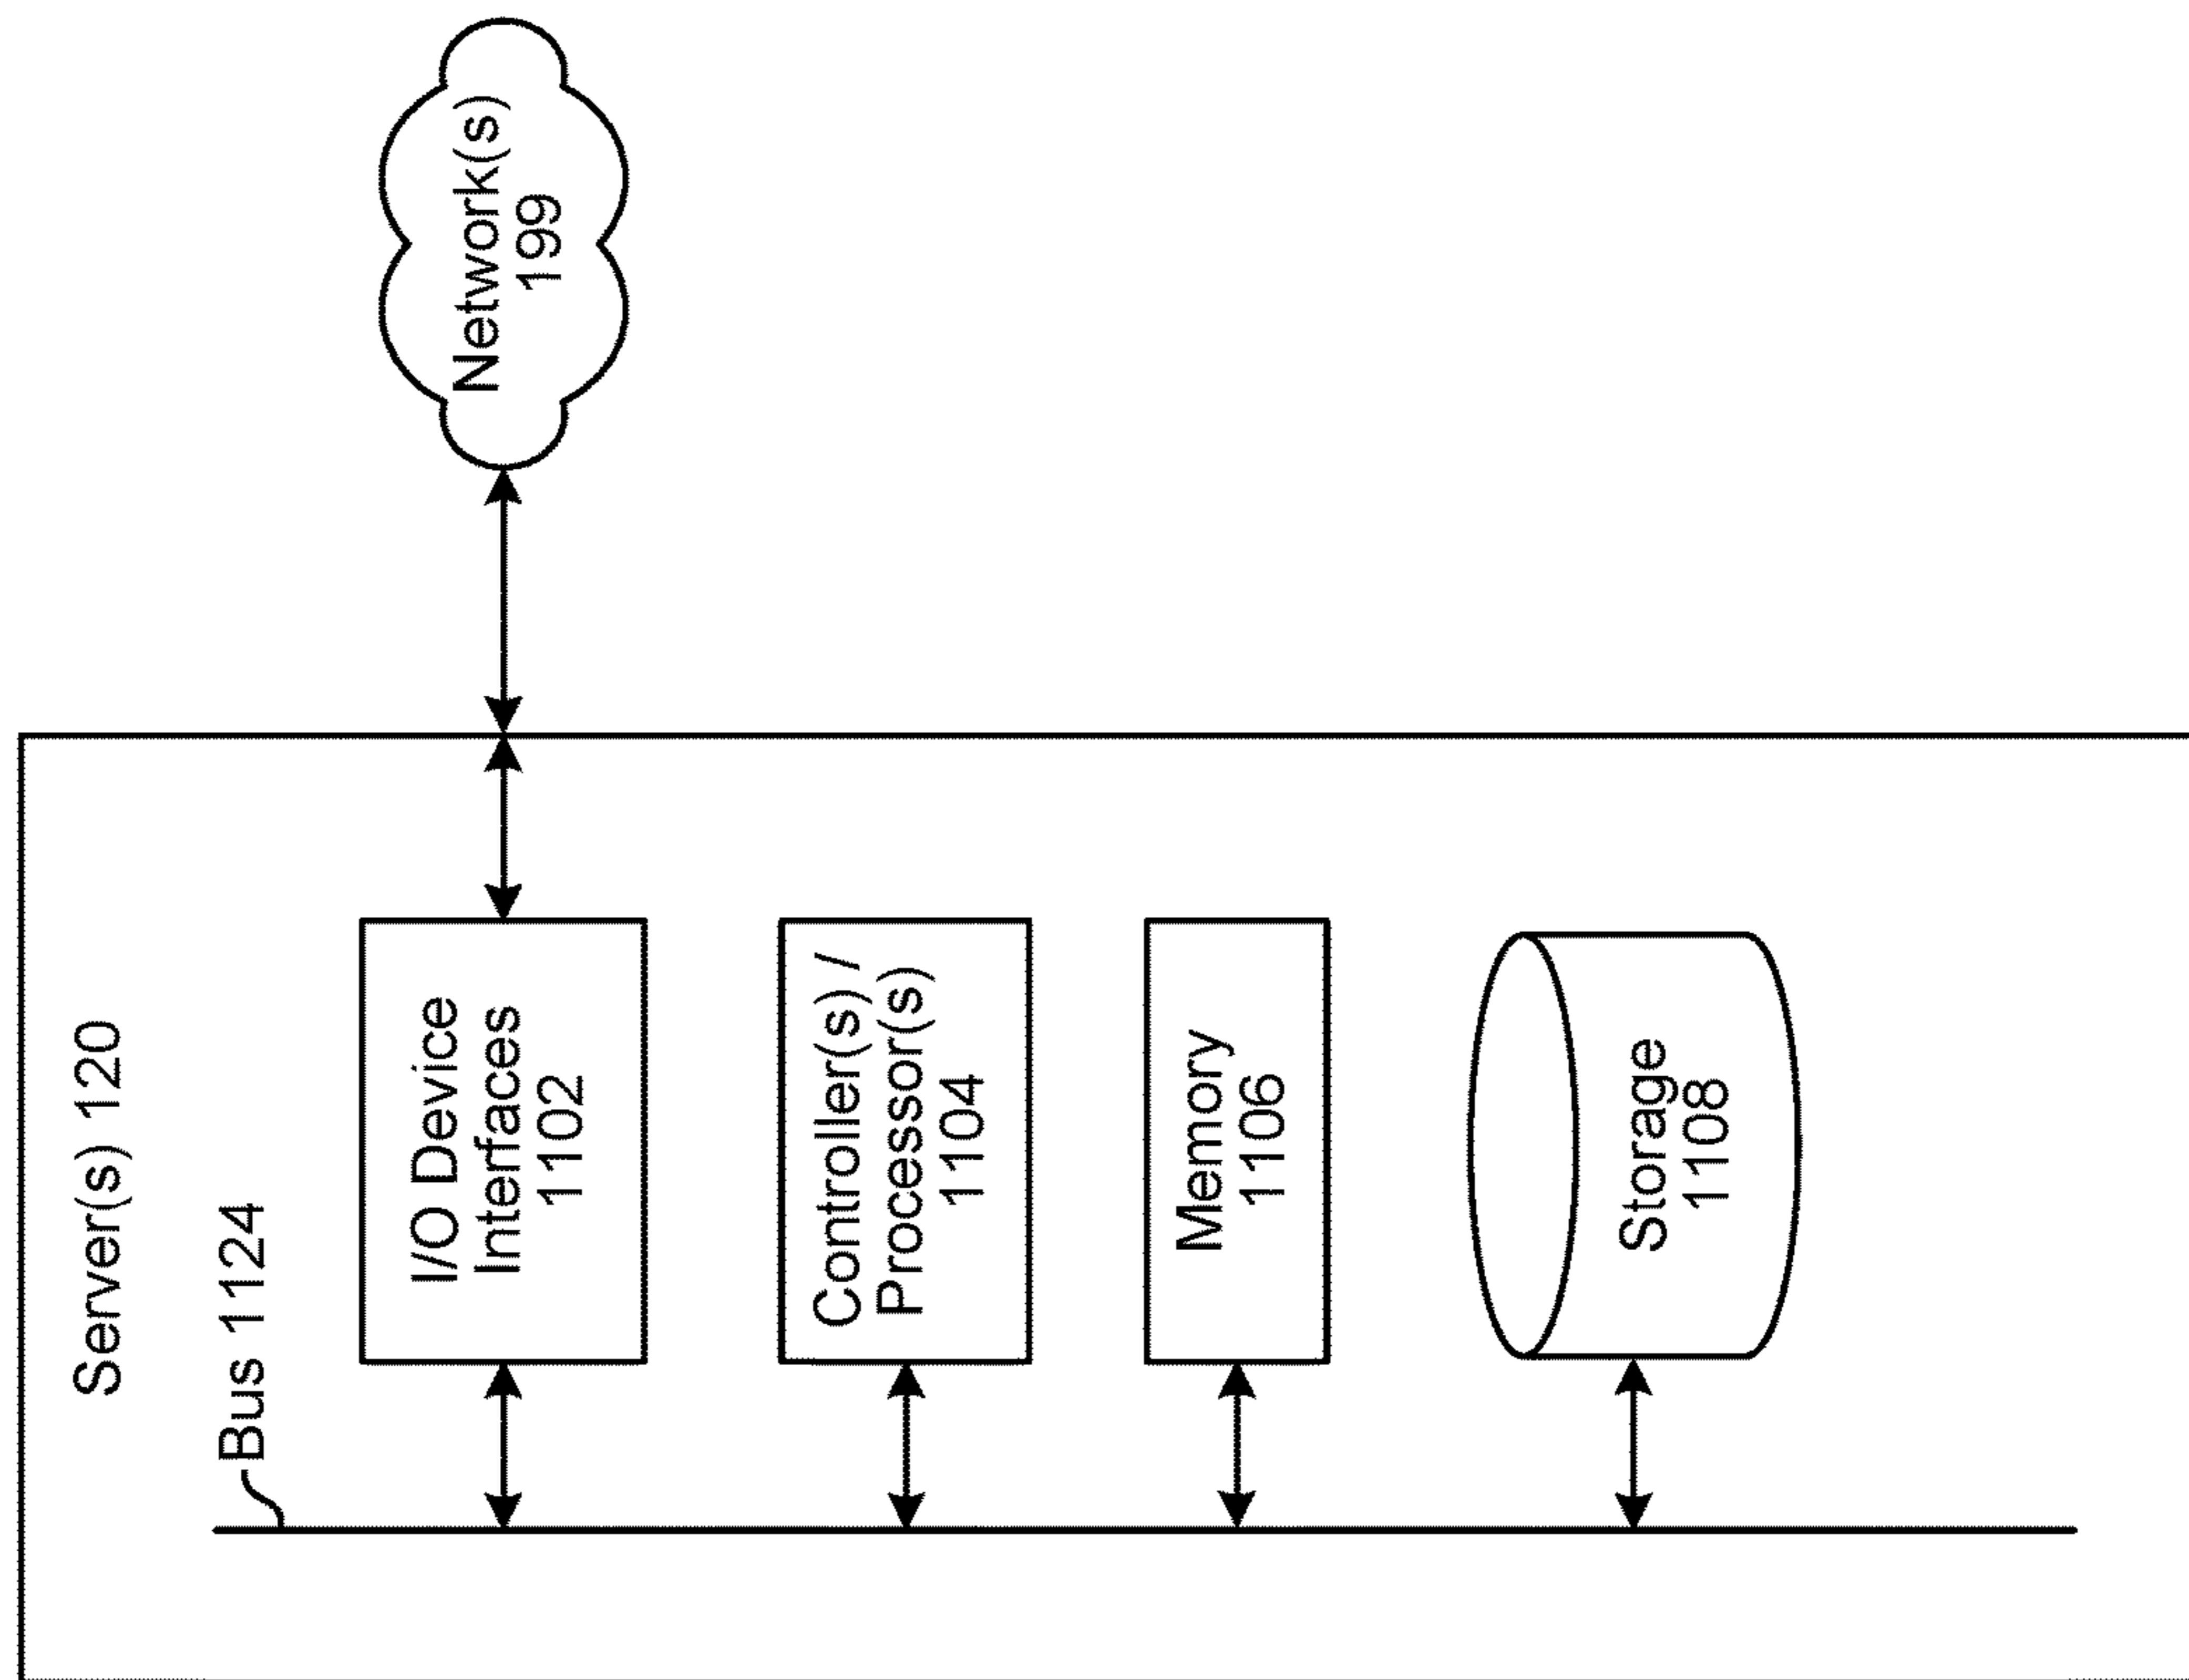 Server(s) 120
Bus 1124
I/O Device
Interfaces
1102
Network(s)
199
Controller(s) /
Processor(s)
1104
Memory
1106
Storage
1108